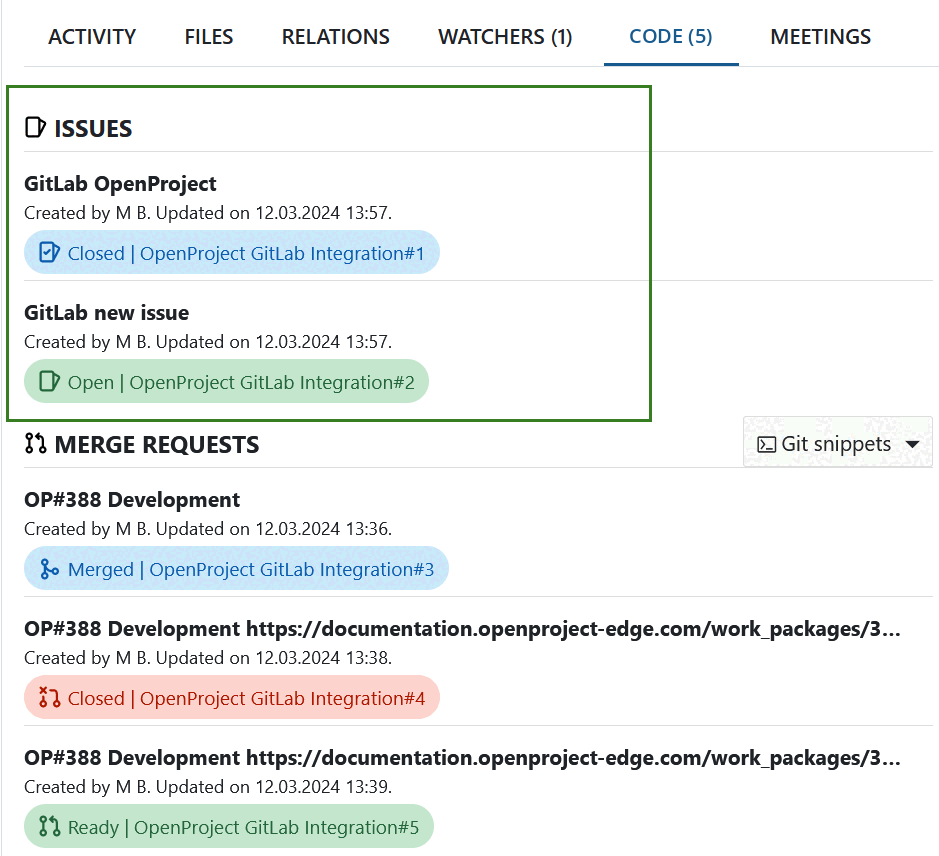 ACTIVITY FILES RELATIONS WATCHERS (1) CODE (5) MEETINGS
ISSUES
GitLab OpenProject
Created by M B. Updated on 12.03.2024 13:57.
Closed | OpenProject GitLab Integration#1
GitLab new issue
Created by M B. Updated on 12.03.2024 13:57.
Open | OpenProject GitLab Integration#2
MERGE REQUESTS Git snippets
OP#388 Development
Created by M B. Updated on 12.03.2024 13:36.
Merged | OpenProject GitLab Integration#3
OP#388 Development https://documentation.openproject-edge.com/work_packages/3...
Created by M B. Updated on 12.03.2024 13:38.
Closed | OpenProject GitLab Integration#4
OP#388 Development https://documentation.openproject-edge.com/work_packages/3...
Created by M B. Updated on 12.03.2024 13:39.
Ready | OpenProject GitLab Integration#5